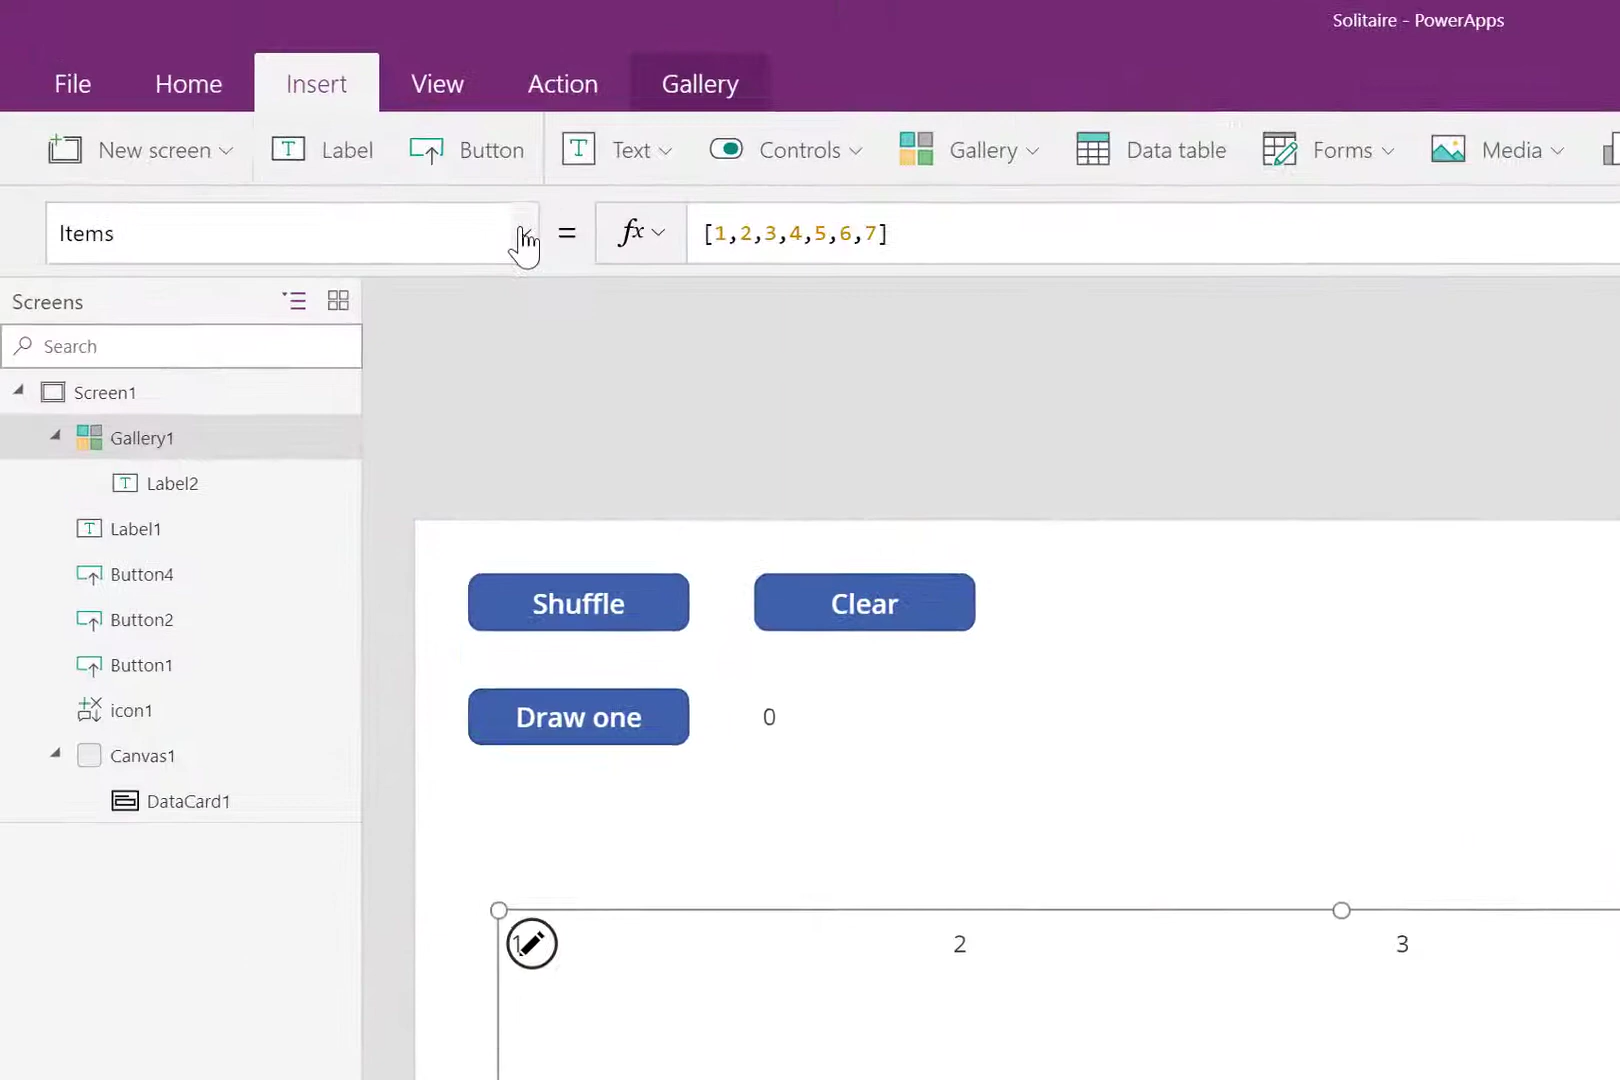 Solitaire - PowerApps
File Home Insert View Action Gallery
New screen Label Button Text Controls Gallery Data table Forms Media
Items = fx [1,2,3,4,5,6,7]
Screens
Search
Screen1
Gallery1
Label2
Label1
Button4
Button2
Button1
icon1
Canvas1
DataCard1
Shuffle Clear
Draw one 0
1 2 3